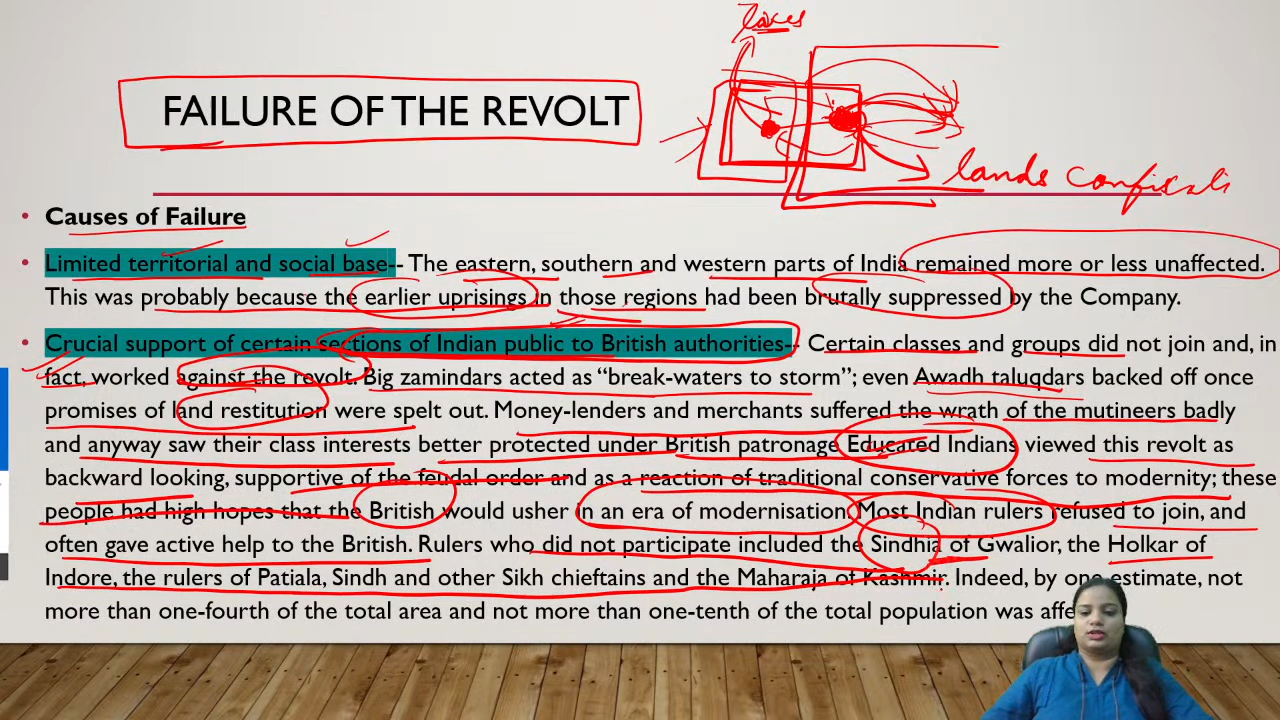 taxes
FAILURE OF THE REVOLT
lands
• Causes of Failure
• Limited territorial and social base-- The eastern, southern and western parts of India remained more or less unaffected.
This was probably because the earlier uprisings in those regions had been brutally suppressed by the Company.
• Crucial support of certain sections of Indian public to British authorities-- Certain classes and groups did not join and, in
fact, worked against the revolt. Big zamindars acted as “break-waters to storm”; even Awadh taluqdars backed off once
promises of land restitution were spelt out. Money-lenders and merchants suffered the wrath of the mutineers badly
and anyway saw their class interests better protected under British patronage Educated Indians viewed this revolt as
backward looking, supportive of the feudal order and as a reaction of traditional conservative forces to modernity; these
people had high hopes that the British would usher in an era of modernisation Most Indian rulers refused to join, and
often gave active help to the British. Rulers who did not participate included the Sindhia of Gwalior, the Holkar of
Indore, the rulers of Patiala, Sindh and other Sikh chieftains and the Maharaja of Kashmir. Indeed, by one estimate, not
more than one-fourth of the total area and not more than one-tenth of the total population was